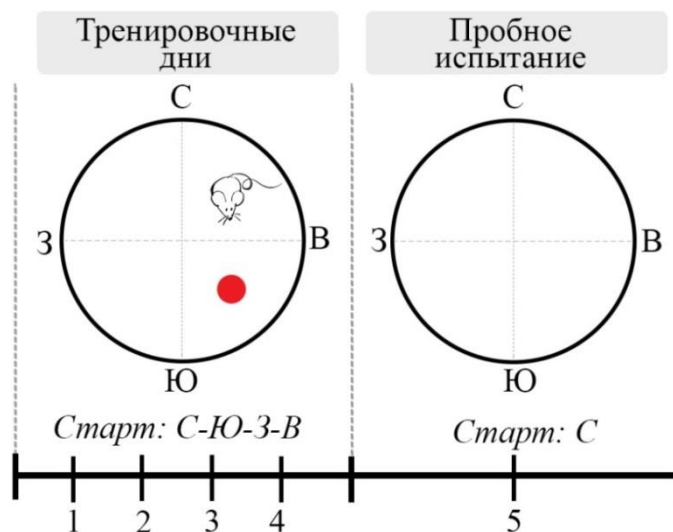 Тренировочные
дни
С
З
В
Ю
Старт: С-Ю-З-В
1
2
3
4
Пробное
испытание
С
З
В
Ю
Старт: С
5